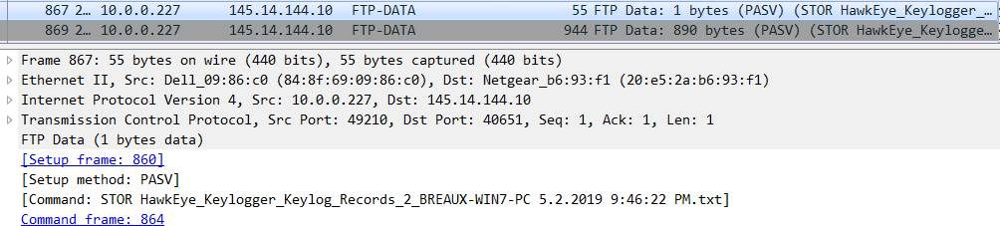 867 2… 10.0.0.227 145.14.144.10 FTP-DATA 55 FTP Data: 1 bytes (PASV) (STOR HawkEye_Keylogger_…
869 2… 10.0.0.227 145.14.144.10 FTP-DATA 944 FTP Data: 890 bytes (PASV) (STOR HawkEye_Keylogge…
Frame 867: 55 bytes on wire (440 bits), 55 bytes captured (440 bits)
Ethernet II, Src: Dell_09:86:c0 (84:8f:69:09:86:c0), Dst: Netgear_b6:93:f1 (20:e5:2a:b6:93:f1)
Internet Protocol Version 4, Src: 10.0.0.227, Dst: 145.14.144.10
Transmission Control Protocol, Src Port: 49210, Dst Port: 40651, Seq: 1, Ack: 1, Len: 1
FTP Data (1 bytes data)
[Setup frame: 860]
[Setup method: PASV]
[Command: STOR HawkEye_Keylogger_Keylog_Records_2_BREAUX-WIN7-PC 5.2.2019 9:46:22 PM.txt]
Command frame: 864